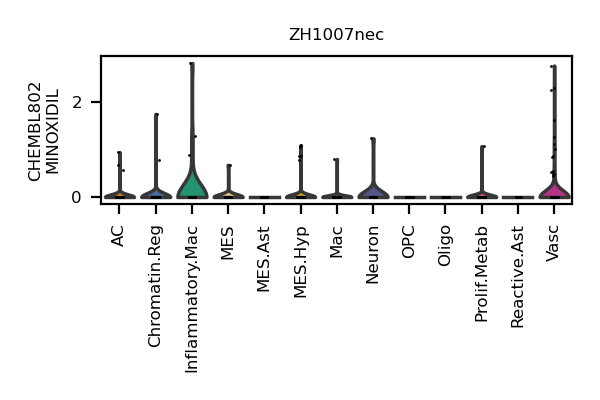 ZH1007nec
CHEMBL802
MINOXIDIL
2
0
AC
Chromatin.Reg
Inflammatory.Mac
MES
MES.Ast
MES.Hyp
Mac
Neuron
OPC
Oligo
Prolif.Metab
Reactive.Ast
Vasc